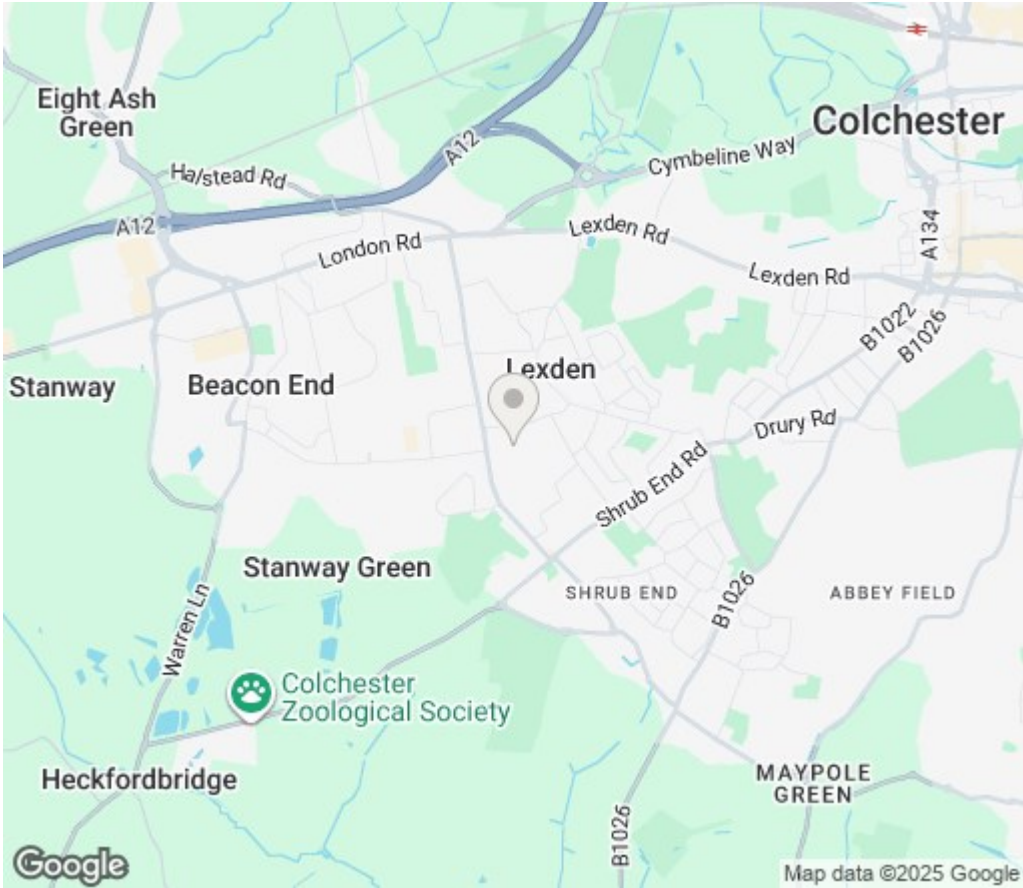 Eight Ash
Green
Colchester
A12
Halstead Rd
Cymbeline Way
A12
Lexden Rd
London Rd
A134
Lexden Rd
B1022
B1026
Lexden
Stanway
Beacon End
Drury Rd
Shrub End Rd
Stanway Green
SHRUB END
B1026
ABBEY FIELD
Warren Ln
Colchester
Zoological Society
Heckfordbridge
MAYPOLE
GREEN
B1026
Google
Map data ©2025 Google